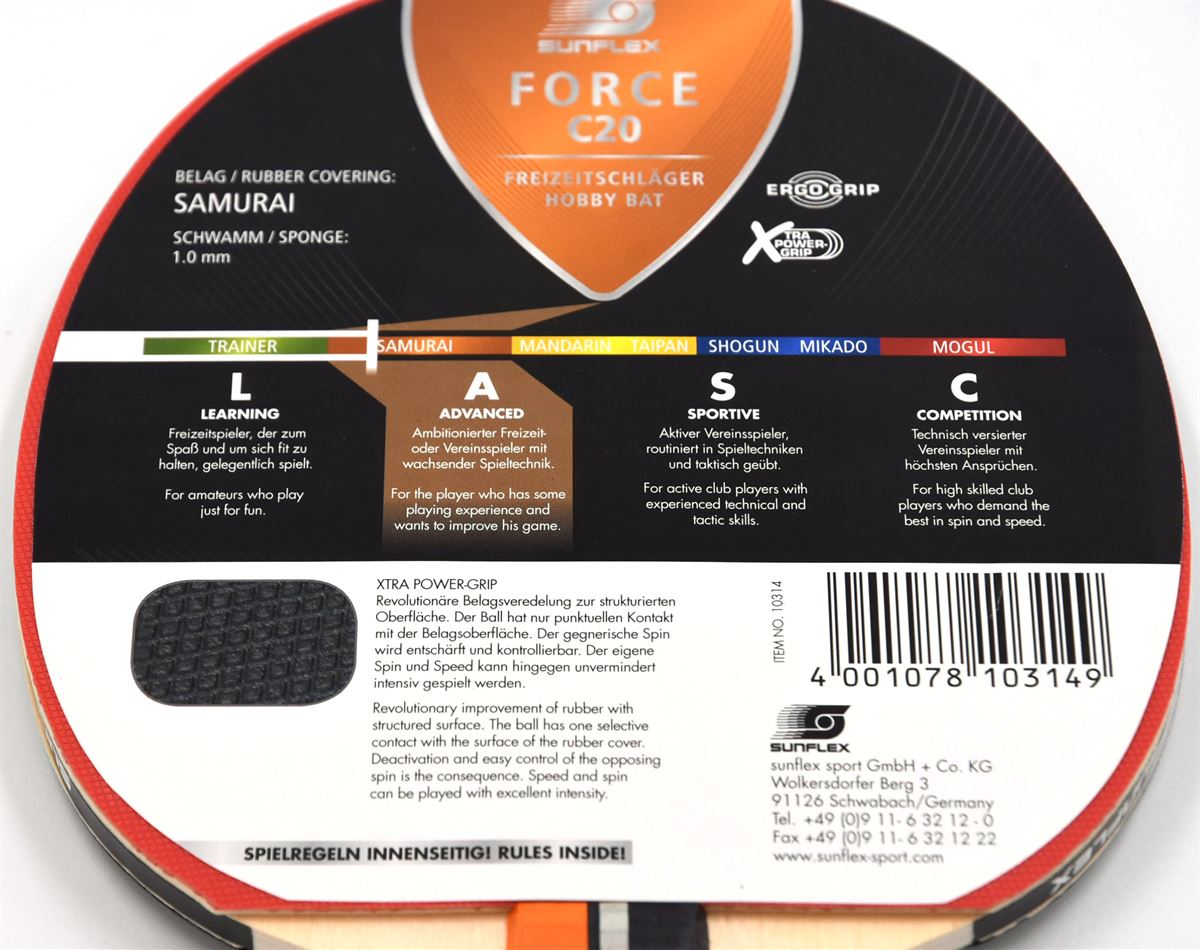 SUNFLEX
FORCE
C20
FREIZEITSCHLÄGER
HOBBY BAT
BELAG / RUBBER COVERING:
SAMURAI
SCHWAMM / SPONGE:
1.0 mm
ERGO GRIP
XTRA
POWER-
GRIP
TRAINER SAMURAI MANDARIN TAIPAN SHOGUN MIKADO MOGUL
L
LEARNING
Freizeitspieler, der zum
Spaß und um sich fit zu
halten, gelegentlich spielt.
For amateurs who play
just for fun.
A
ADVANCED
Ambitionierter Freizeit-
oder Vereinsspieler mit
wachsender Spieltechnik.
For the player who has some
playing experience and
wants to improve his game.
S
SPORTIVE
Aktiver Vereinsspieler,
routiniert in Spieltechniken
und taktisch geübt.
For active club players with
experienced technical and
tactic skills.
C
COMPETITION
Technisch versierter
Vereinsspieler mit
höchsten Ansprüchen.
For high skilled club
players who demand the
best in spin and speed.
XTRA POWER-GRIP
Revolutionäre Belagsveredelung zur strukturierten
Oberfläche. Der Ball hat nur punktuellen Kontakt
mit der Belagsoberfläche. Der gegnerische Spin
wird entschärft und kontrollierbar. Der eigene
Spin und Speed kann hingegen unvermindert
intensiv gespielt werden.
Revolutionary improvement of rubber with
structured surface. The ball has one selective
contact with the surface of the rubber cover.
Deactivation and easy control of the opposing
spin is the consequence. Speed and spin
can be played with excellent intensity.
SPIELREGELN INNENSEITIG! RULES INSIDE!
ITEM NO. 10314
4 001078 103149
SUNFLEX
sunflex sport GmbH + Co. KG
Wolkersdorfer Berg 3
91126 Schwabach/Germany
Tel. +49 (0)9 11- 6 32 12 - 0
Fax +49 (0)9 11- 6 32 12 22
www.sunflex-sport.com